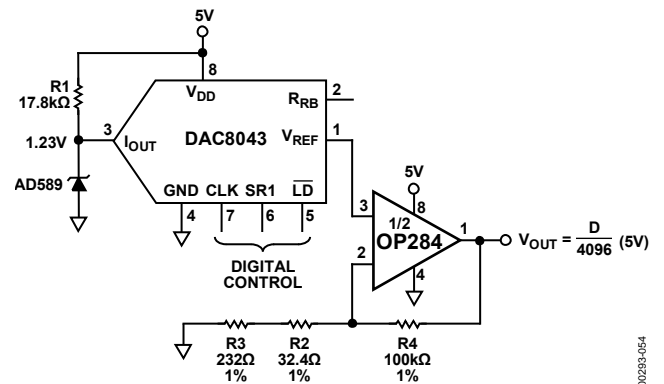 5V
8
R1
17.8kΩ
VDD
RRB
2
1.23V
3
IOUT
DAC8043
VREF
1
AD589
GND CLK SR1 LD
4
7
6
5
DIGITAL
CONTROL
5V
3
8
1/2
OP284
1
2
4
VOUT = D/4096 (5V)
R3
232Ω
1%
R2
32.4Ω
1%
R4
100kΩ
1%
00293-054